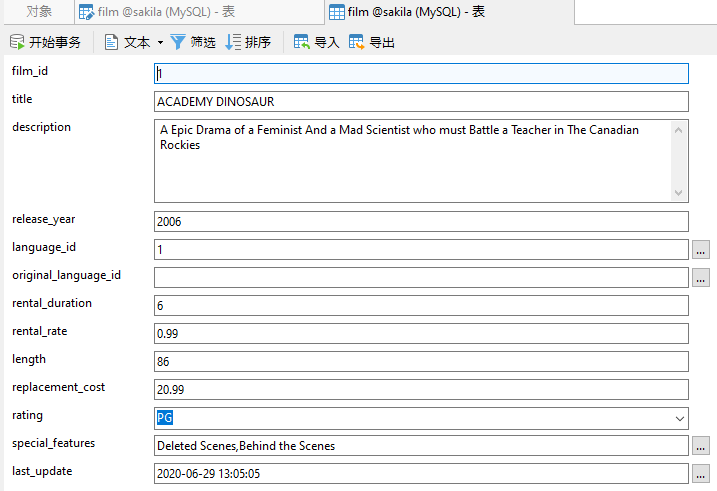 对象 film @sakila (MySQL) - 表 film @sakila (MySQL) - 表
开始事务 文本 筛选 排序 导入 导出
film_id 1
title ACADEMY DINOSAUR
description A Epic Drama of a Feminist And a Mad Scientist who must Battle a Teacher in The Canadian
Rockies
release_year 2006
language_id 1 ...
original_language_id ...
rental_duration 6
rental_rate 0.99
length 86
replacement_cost 20.99
rating PG
special_features Deleted Scenes,Behind the Scenes ...
last_update 2020-06-29 13:05:05 ...